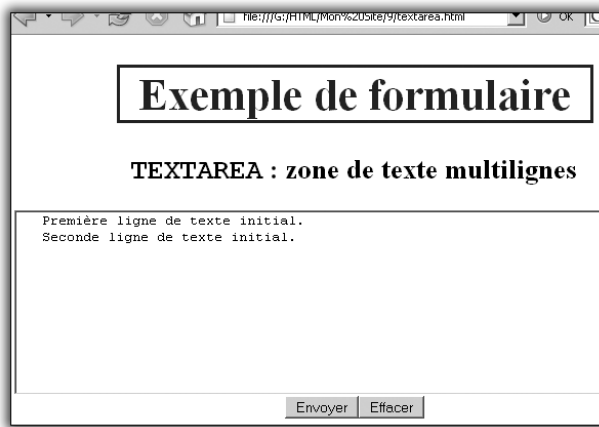 file:///G:/HTML/Mon%20Site/9/textarea.html OK
Exemple de formulaire
TEXTAREA : zone de texte multilignes
Première ligne de texte initial.
Seconde ligne de texte initial.
Envoyer Effacer